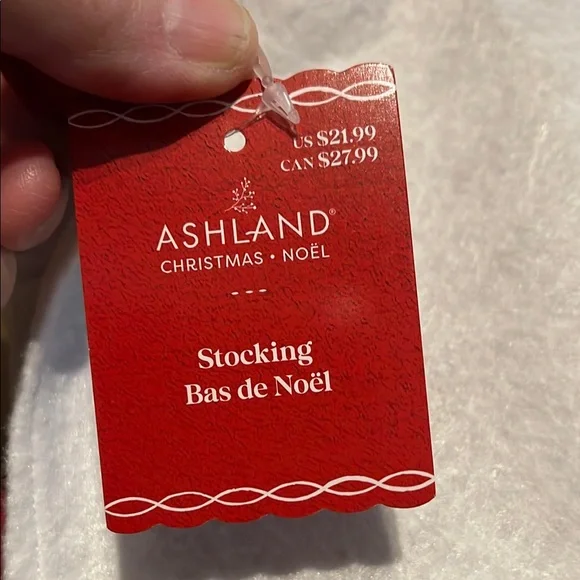 US $21.99
CAN $27.99
ASHLAND®
CHRISTMAS • NOËL
Stocking
Bas de Noël